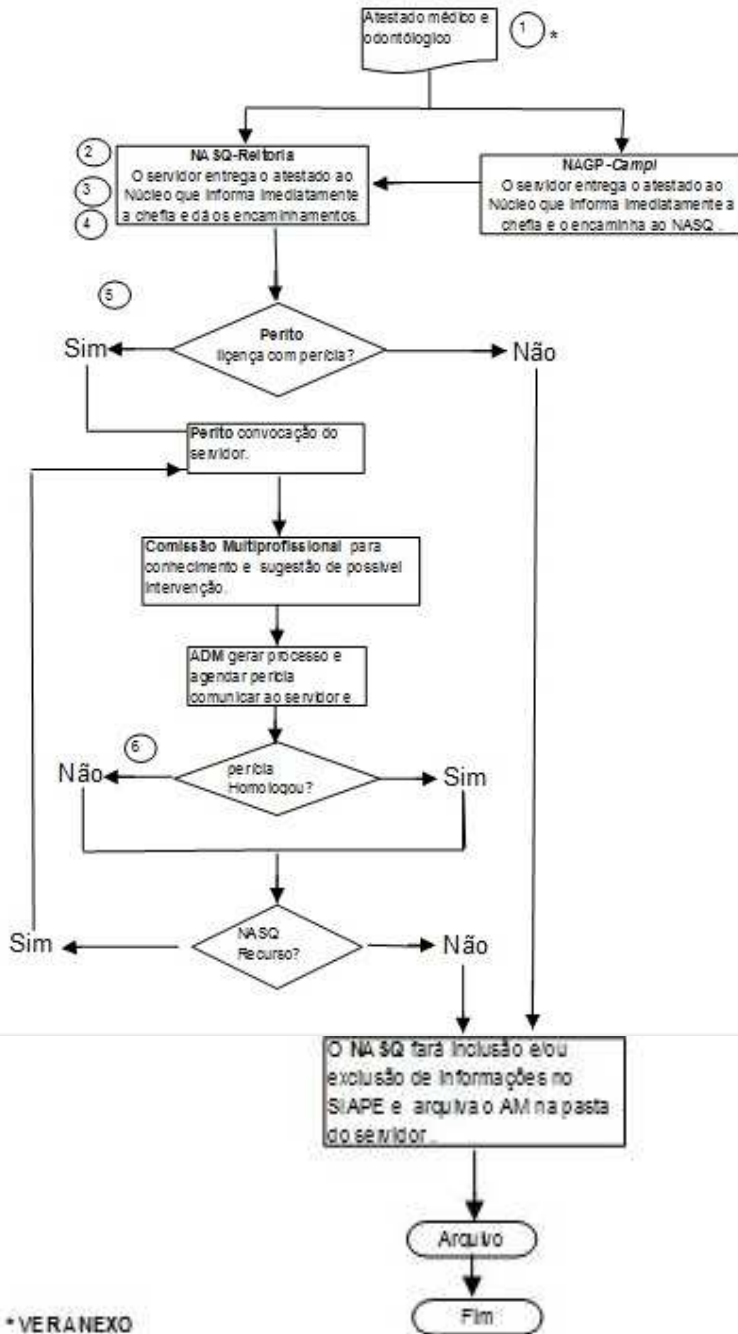 Atestado médico e
odontólogico
1 *
2
3
4
NASQ-Reitoria
O servidor entrega o atestado ao
Núcleo que informa imediatamente
a chefia e dá os encaminhamentos.
NAGP-Campi
O servidor entrega o atestado ao
Núcleo que informa imediatamente a
chefia e o encaminha ao NASQ .
5
Sim
Perito
liçença com perícia?
Não
Perito convocação do
servidor.
Comissão Multiprofissional para
conhecimento e sugestão de possível
intervenção.
ADM gerar processo e
agendar perícia
comunicar ao servidor e
6
Não
perícia
Homologou?
Sim
Sim
NASQ
Recurso?
Não
O NASQ fará inclusão e/ou
exclusão de informações no
SIAPE e arquiva o AM na pasta
do servidor .
Arquivo
Fim
* VER ANEXO